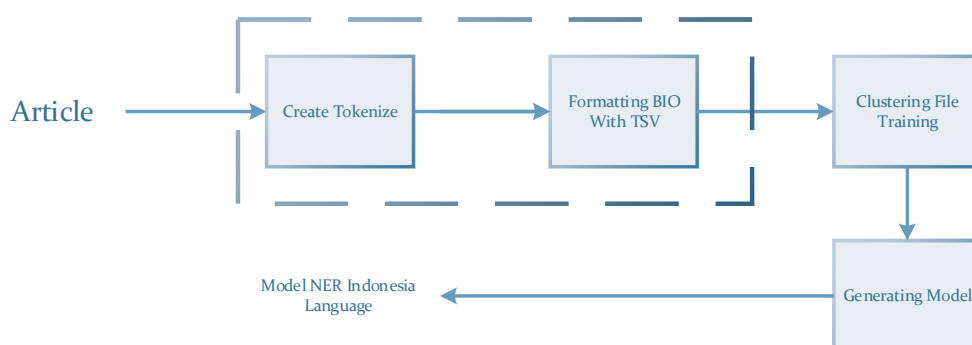 Article
Create Tokenize
Formatting BIO
With TSV
Clustering File
Training
Generating Model
Model NER Indonesia
Language